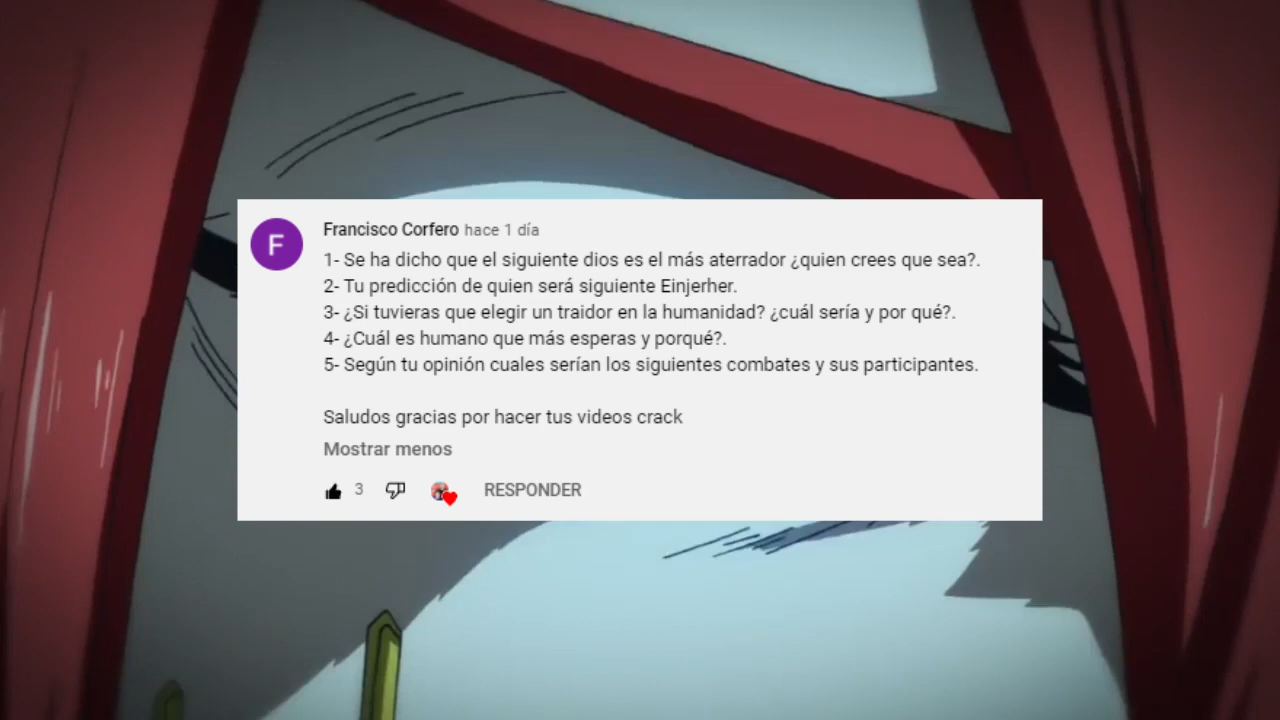 F
Francisco Corfero hace 1 día
1- Se ha dicho que el siguiente dios es el más aterrador ¿quien crees que sea?.
2- Tu predicción de quien será siguiente Einjerher.
3- ¿Si tuvieras que elegir un traidor en la humanidad? ¿cuál sería y por qué?.
4- ¿Cuál es humano que más esperas y porqué?.
5- Según tu opinión cuales serían los siguientes combates y sus participantes.
Saludos gracias por hacer tus videos crack
Mostrar menos
3 RESPONDER